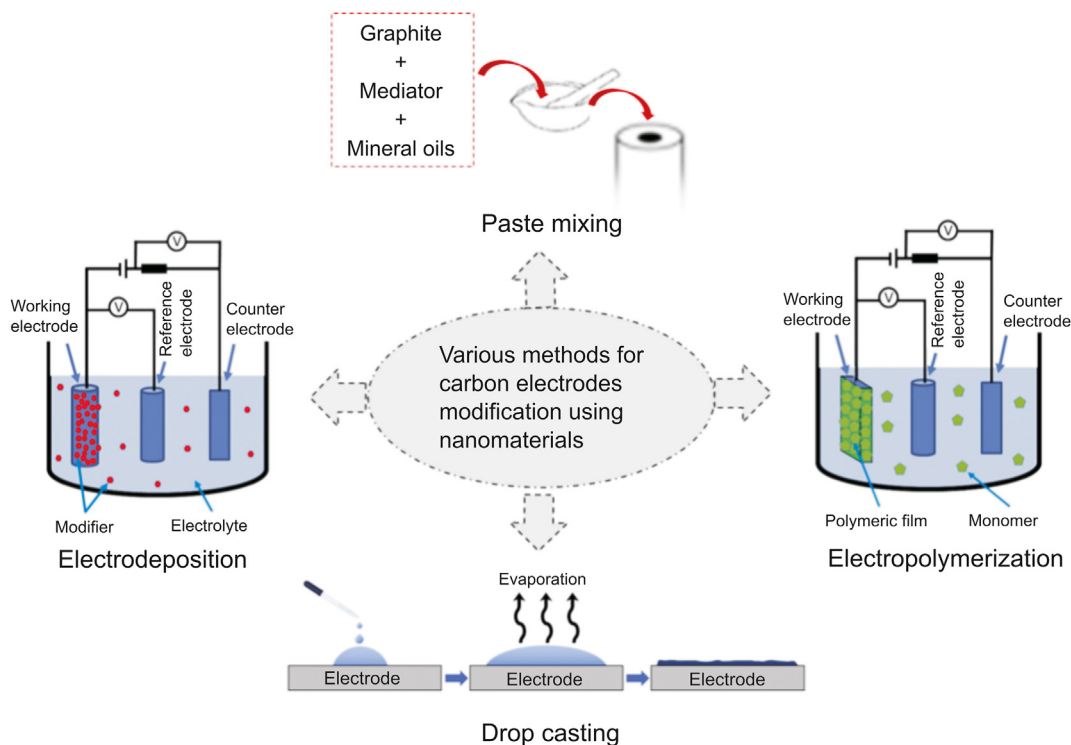 Graphite
+
Mediator
+
Mineral oils
Paste mixing
V
V
Working
electrode
Reference
electrode
Counter
electrode
Modifier
Electrolyte
Electrodeposition
Various methods for
carbon electrodes
modification using
nanomaterials
V
V
Working
electrode
Reference
electrode
Counter
electrode
Polymeric film
Monomer
Electropolymerization
Evaporation
Electrode
Electrode
Electrode
Drop casting